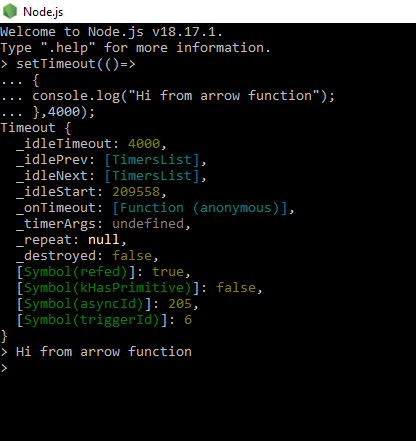 Node.js
Welcome to Node.js v18.17.1.
Type ".help" for more information.
> setTimeout(()=>
... {
... console.log("Hi from arrow function");
... },4000);
Timeout {
  _idleTimeout: 4000,
  _idlePrev: [TimersList],
  _idleNext: [TimersList],
  _idleStart: 209558,
  _onTimeout: [Function (anonymous)],
  _timerArgs: undefined,
  _repeat: null,
  _destroyed: false,
  [Symbol(refed)]: true,
  [Symbol(kHasPrimitive)]: false,
  [Symbol(asyncId)]: 205,
  [Symbol(triggerId)]: 6
}
> Hi from arrow function
>